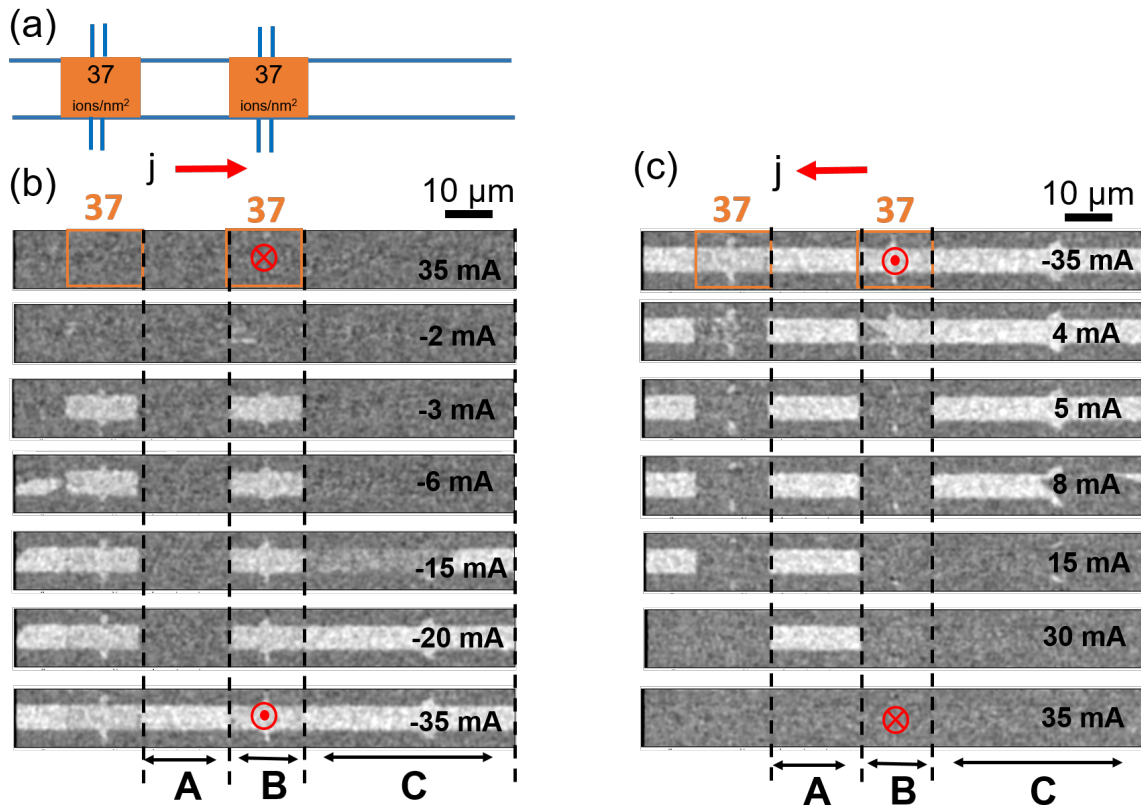 (a)
37 37
ions/nm² ions/nm²
j
(b)
10 µm
37 37
35 mA
-2 mA
-3 mA
-6 mA
-15 mA
-20 mA
-35 mA
A B C
j
(c)
10 µm
37 37
-35 mA
4 mA
5 mA
8 mA
15 mA
30 mA
35 mA
A B C